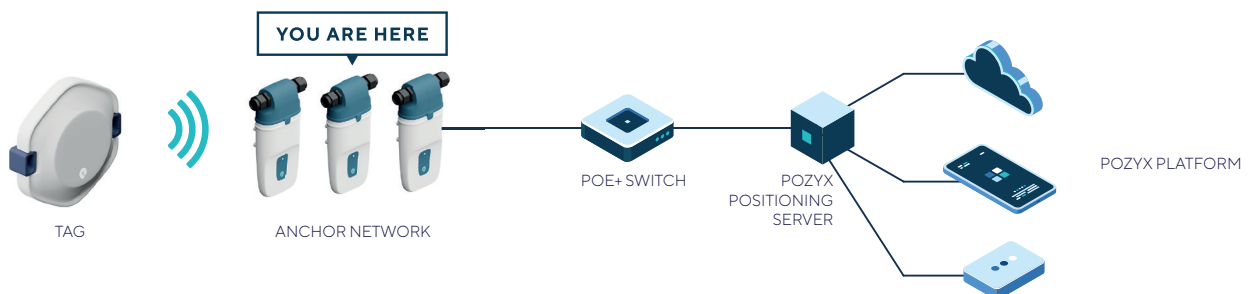 YOU ARE HERE
TAG
ANCHOR NETWORK
POE+ SWITCH
POZYX
POSITIONING
SERVER
POZYX PLATFORM